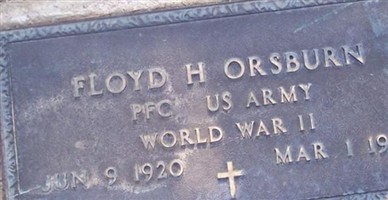 FLOYD H ORSBURN
PFC US ARMY
WORLD WAR II
JUN 9 1920 MAR 1 19